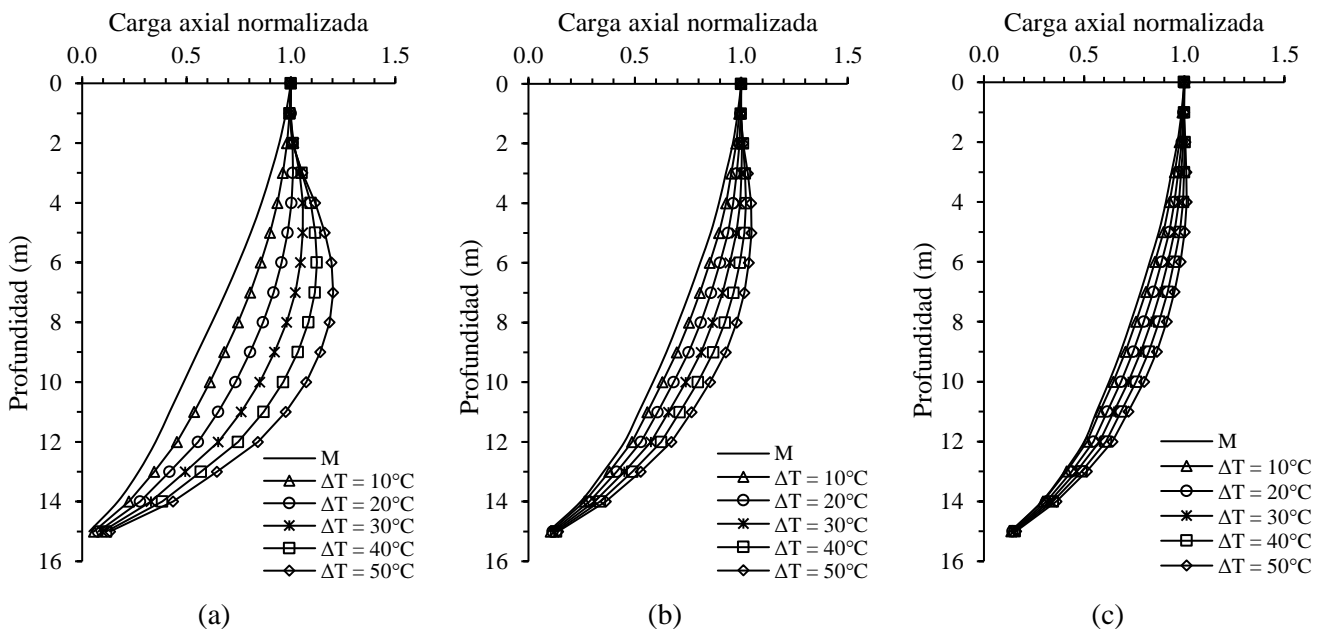 Carga axial normalizada
0.0 0.5 1.0 1.5
0
2
4
6
8
10
12
14
16
Profundidad (m)
M
ΔT = 10°C
ΔT = 20°C
ΔT = 30°C
ΔT = 40°C
ΔT = 50°C
(a)
Carga axial normalizada
0.0 0.5 1.0 1.5
0
2
4
6
8
10
12
14
16
Profundidad (m)
M
ΔT = 10°C
ΔT = 20°C
ΔT = 30°C
ΔT = 40°C
ΔT = 50°C
(b)
Carga axial normalizada
0.0 0.5 1.0 1.5
0
2
4
6
8
10
12
14
16
Profundidad (m)
M
ΔT = 10°C
ΔT = 20°C
ΔT = 30°C
ΔT = 40°C
ΔT = 50°C
(c)